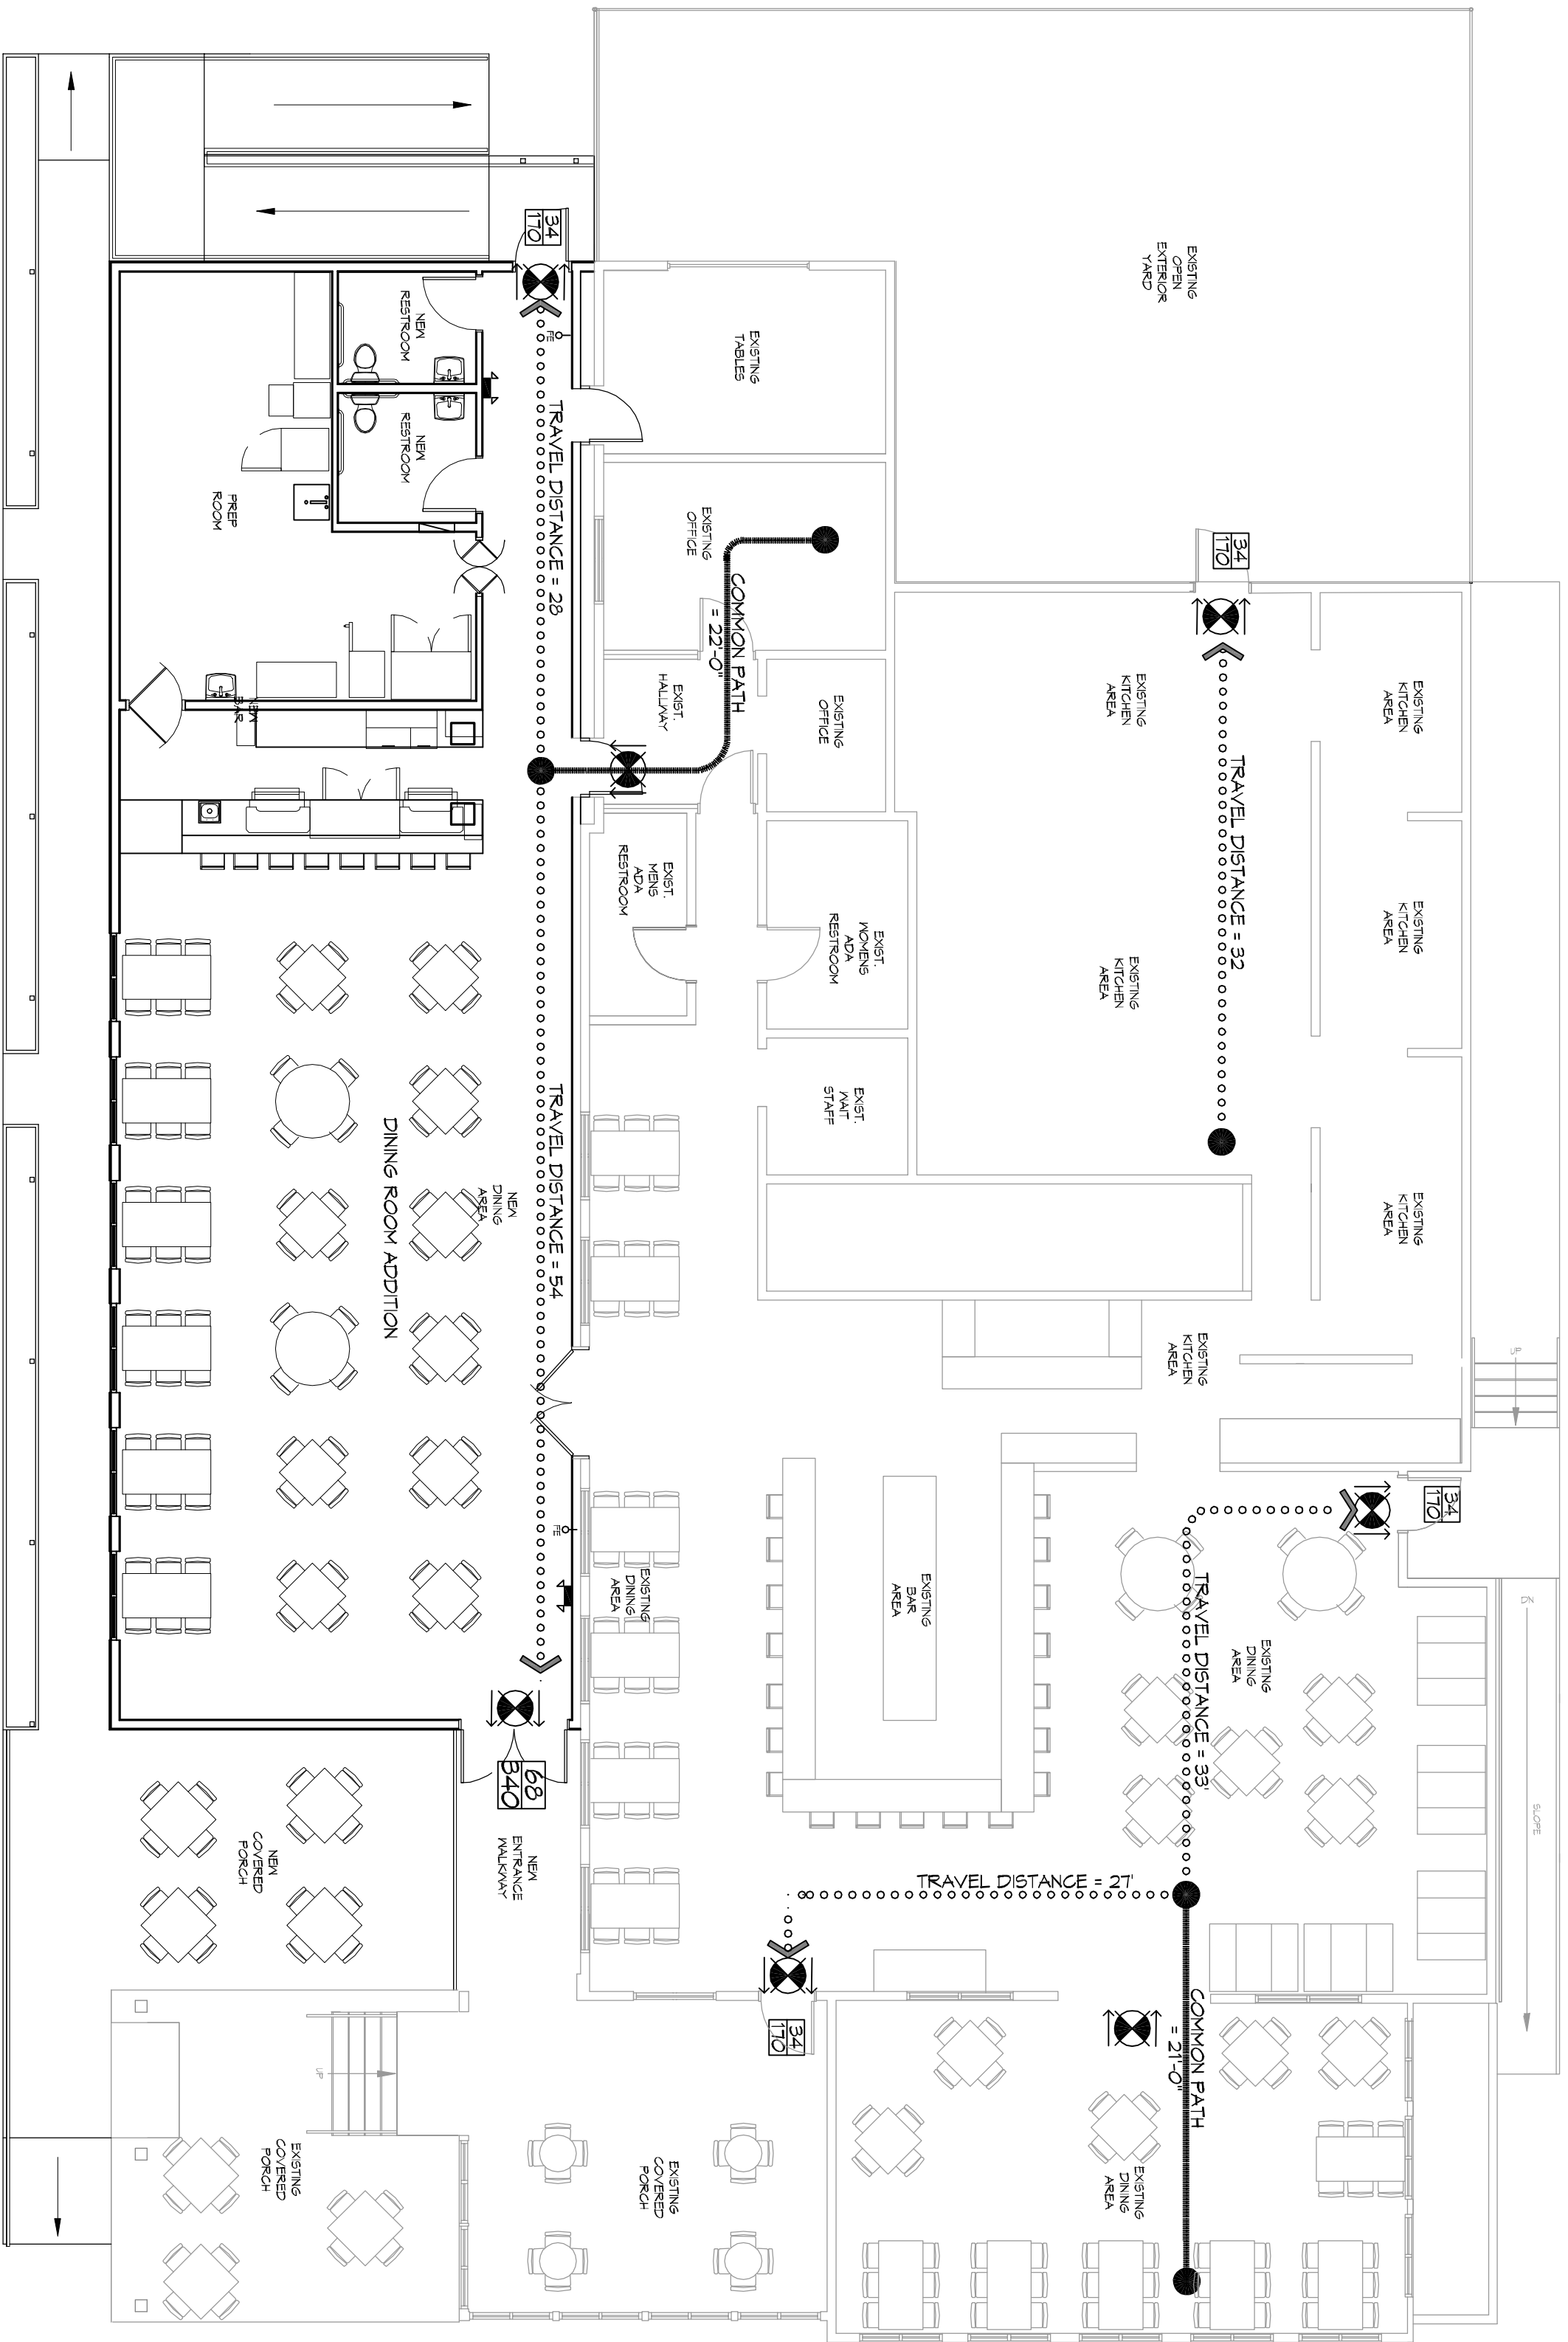 EXISTING
OPEN
EXTERIOR
YARD
34
170
EXISTING
TABLES
FE
NEW
RESTROOM
NEW
RESTROOM
TRAVEL DISTANCE = 28
PREP
ROOM
EXISTING
OFFICE
COMMON PATH
= 22'-0"
34
170
EXISTING
KITCHEN
AREA
EXISTING
KITCHEN
AREA
EXIST.
HALLWAY
EXISTING
OFFICE
NEW
BAR
TRAVEL DISTANCE = 32
EXIST.
MENS
ADA
RESTROOM
EXIST.
WOMENS
ADA
RESTROOM
EXISTING
KITCHEN
AREA
EXISTING
KITCHEN
AREA
EXIST.
WAIT
STAFF
TRAVEL DISTANCE = 54
DINING ROOM ADDITION
NEW
DINING
AREA
EXISTING
KITCHEN
AREA
EXISTING
KITCHEN
AREA
UP
34
170
FE
EXISTING
DINING
AREA
EXISTING
BAR
AREA
TRAVEL DISTANCE = 33'
EXISTING
DINING
AREA
DN
SLOPE
68
340
NEW
ENTRANCE
WALKWAY
NEW
COVERED
PORCH
TRAVEL DISTANCE = 27'
34
170
COMMON PATH
= 21'-0"
UP
EXISTING
COVERED
PORCH
EXISTING
COVERED
PORCH
EXISTING
DINING
AREA